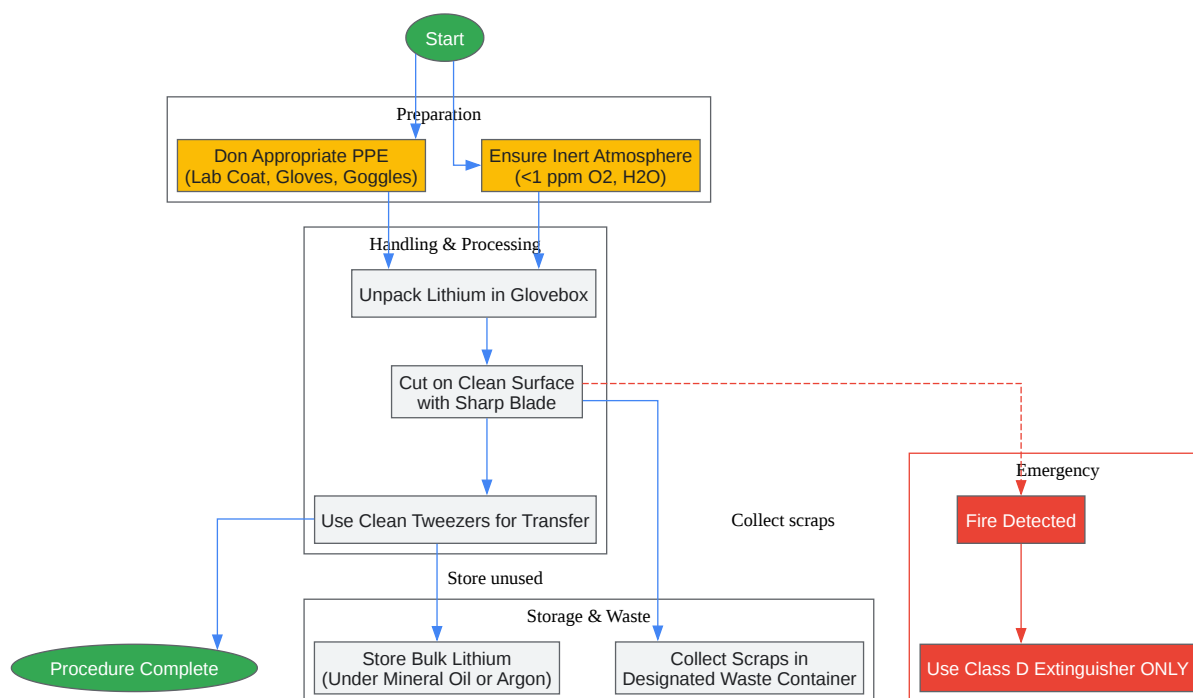 Start
Preparation
Don Appropriate PPE
(Lab Coat, Gloves, Goggles)
Ensure Inert Atmosphere
(<1 ppm O2, H2O)
Handling & Processing
Unpack Lithium in Glovebox
Cut on Clean Surface
with Sharp Blade
Use Clean Tweezers for Transfer
Collect scraps
Emergency
Fire Detected
Store unused
Storage & Waste
Procedure Complete
Store Bulk Lithium
(Under Mineral Oil or Argon)
Collect Scraps in
Designated Waste Container
Use Class D Extinguisher ONLY